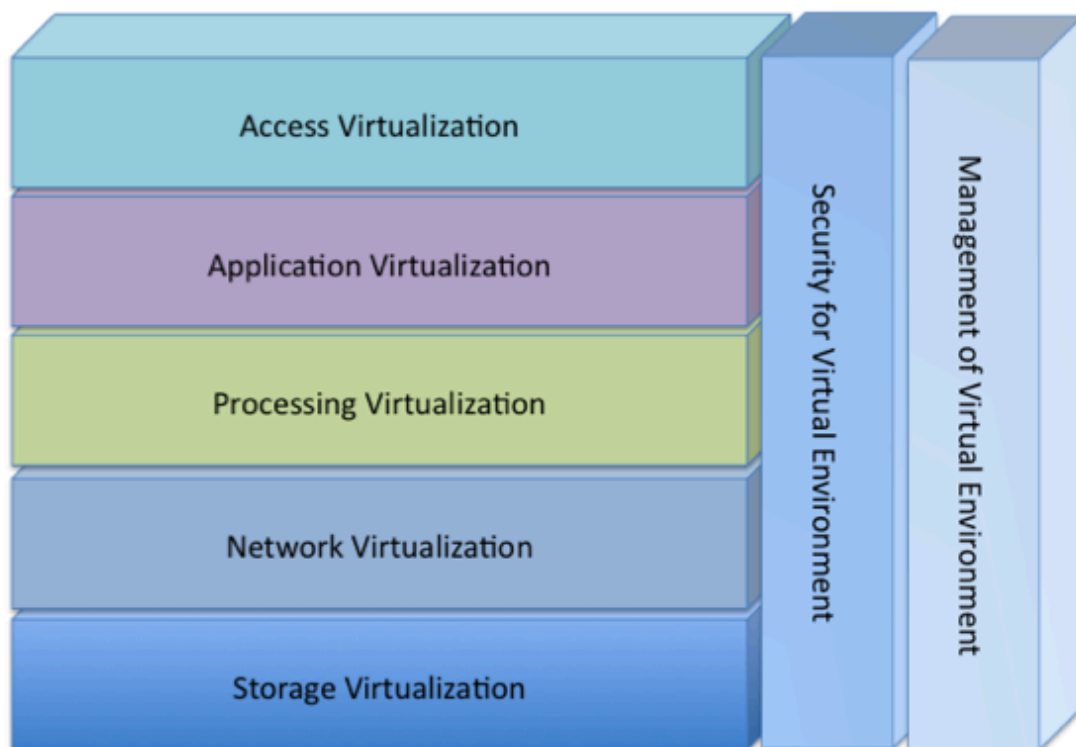 Access Virtualization
Application Virtualization
Processing Virtualization
Network Virtualization
Storage Virtualization
Security for Virtual Environment
Management of Virtual Environment